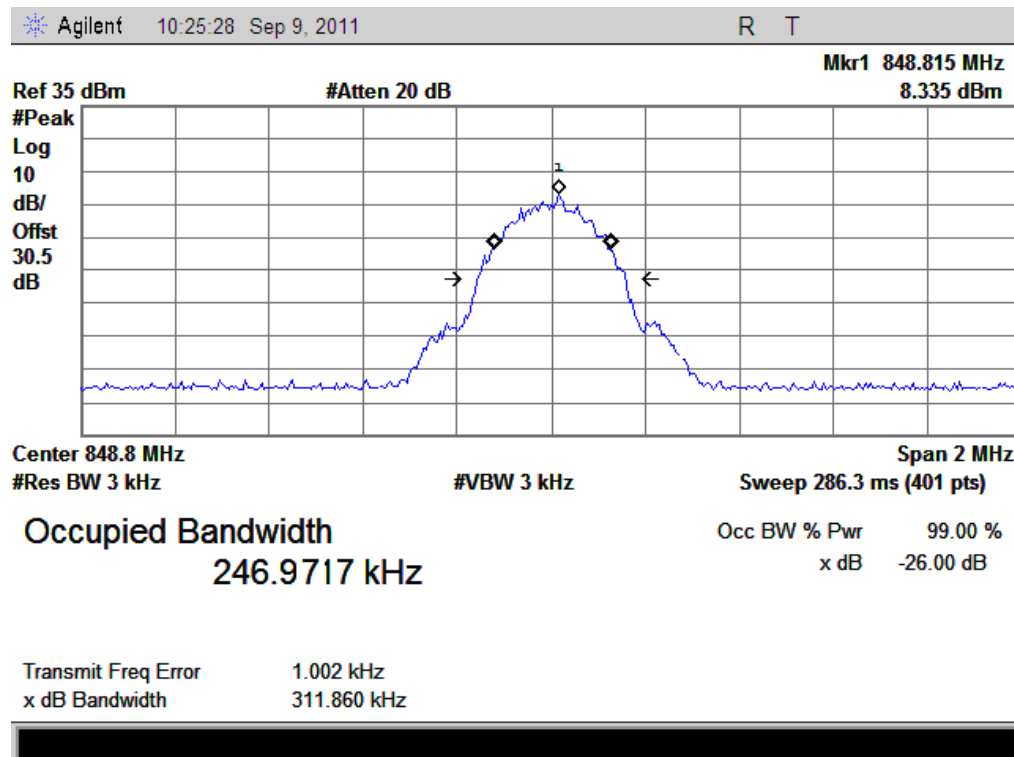 Agilent 10:25:28 Sep 9, 2011 R T
Mkr1 848.815 MHz
Ref 35 dBm #Atten 20 dB 8.335 dBm
#Peak
Log
10
dB/
Offst
30.5
dB
1
Center 848.8 MHz Span 2 MHz
#Res BW 3 kHz #VBW 3 kHz Sweep 286.3 ms (401 pts)
Occupied Bandwidth Occ BW % Pwr 99.00 %
246.9717 kHz x dB -26.00 dB
Transmit Freq Error 1.002 kHz
x dB Bandwidth 311.860 kHz